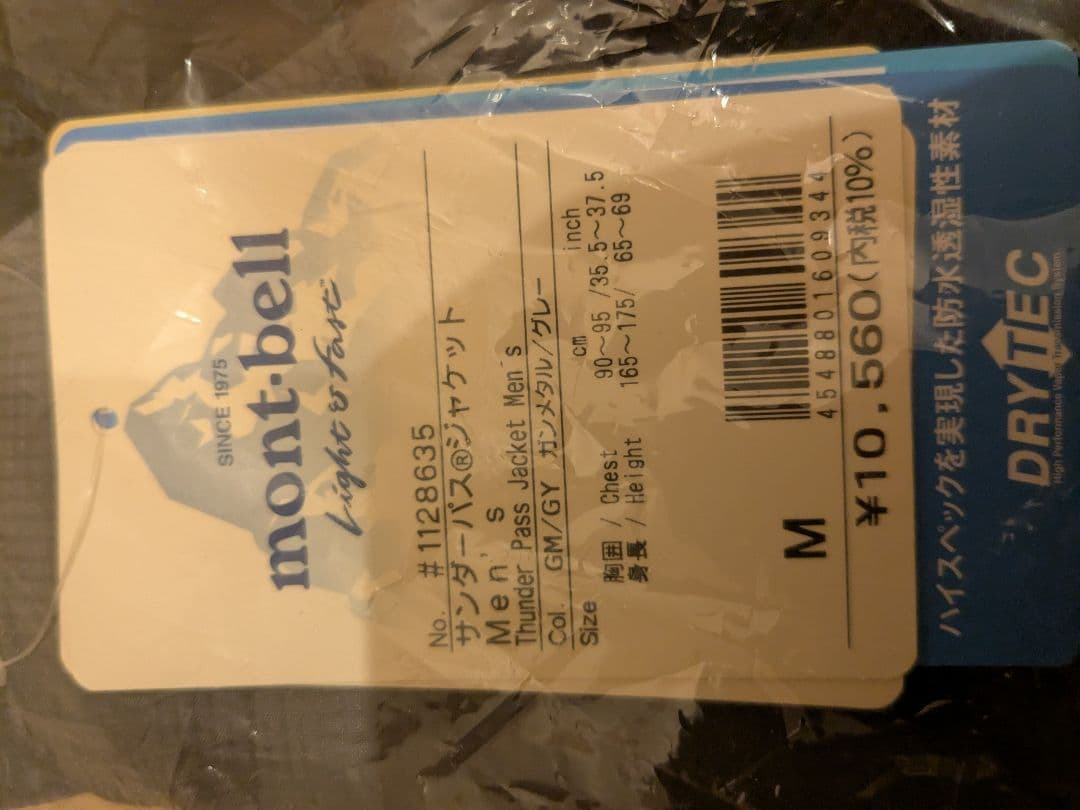 SINCE 1975
mont-bell
Light & Fast
No. #1128635
サンダーパス®ジャケット
Men's
Thunder Pass Jacket Men's
Col. GM/GY ガンメタル/グレー
Size cm inch
胸囲 / Chest 90〜95 /35.5〜37.5
身長 / Height 165〜175/ 65〜69
M
4548801609344
¥10,560(内税10%)
ハイスペックを実現した防水透湿性素材
DRYTEC
High Performance Water Transmission System.